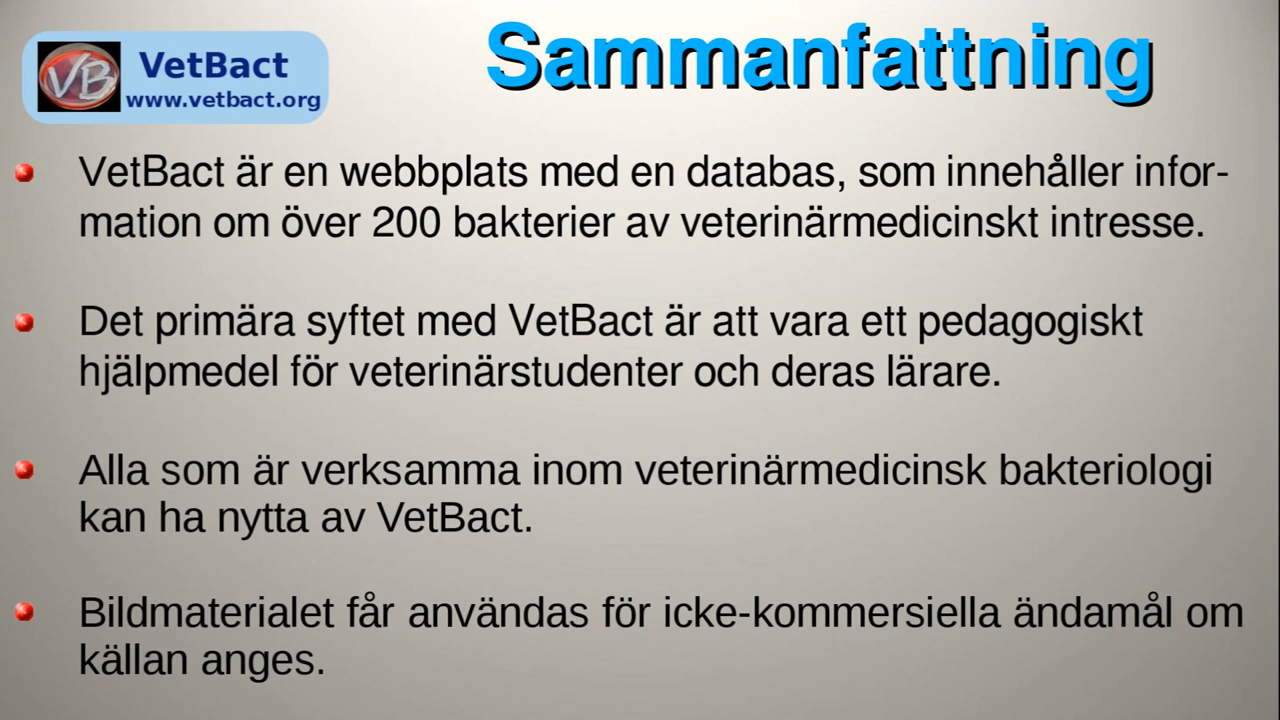 VB
VetBact
www.vetbact.org
Sammanfattning
VetBact är en webbplats med en databas, som innehåller infor-
mation om över 200 bakterier av veterinärmedicinskt intresse.
Det primära syftet med VetBact är att vara ett pedagogiskt
hjälpmedel för veterinärstudenter och deras lärare.
Alla som är verksamma inom veterinärmedicinsk bakteriologi
kan ha nytta av VetBact.
Bildmaterialet får användas för icke-kommersiella ändamål om
källan anges.